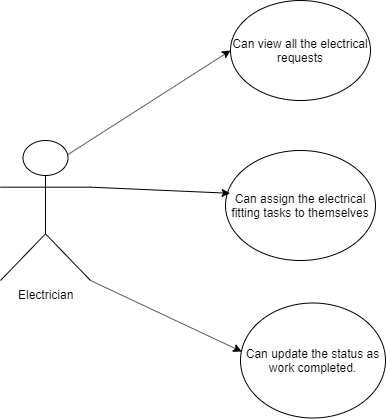 Can view all the electrical
requests
Can assign the electrical
fitting tasks to themselves
Electrician
Can update the status as
work completed.